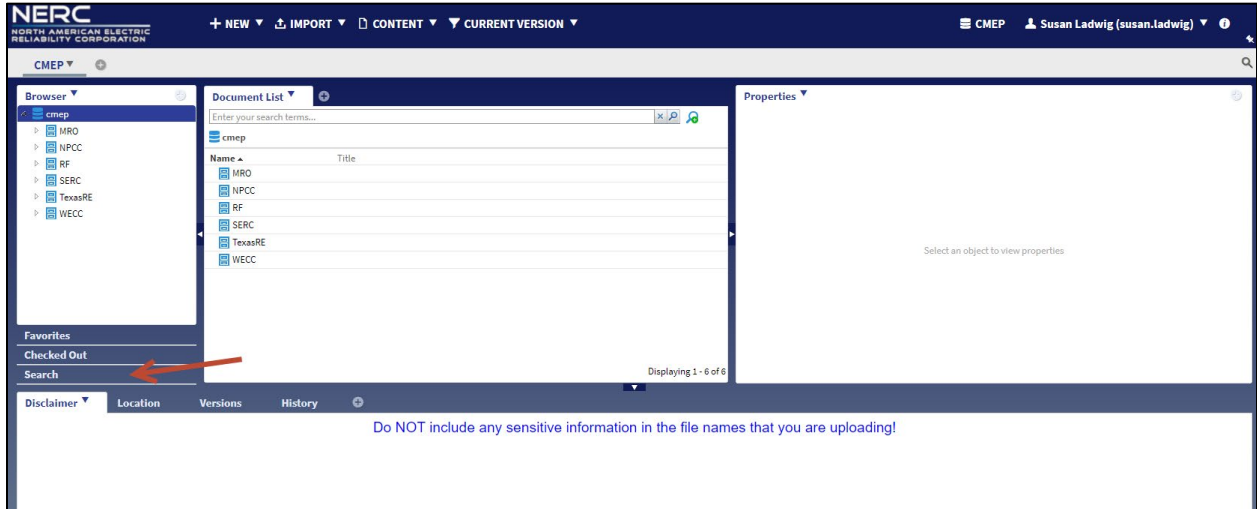 NERC
NORTH AMERICAN ELECTRIC
RELIABILITY CORPORATION
NEW IMPORT CONTENT CURRENT VERSION
CMEP Susan Ladwig (susan.ladwig)
CMEP
Browser
cmep
MRO
NPCC
RF
SERC
TexasRE
WECC
Favorites
Checked Out
Search
Document List
Enter your search terms...
cmep
Name Title
MRO
NPCC
RF
SERC
TexasRE
WECC
Displaying 1 - 6 of 6
Properties
Select an object to view properties
Disclaimer Location Versions History
Do NOT include any sensitive information in the file names that you are uploading!